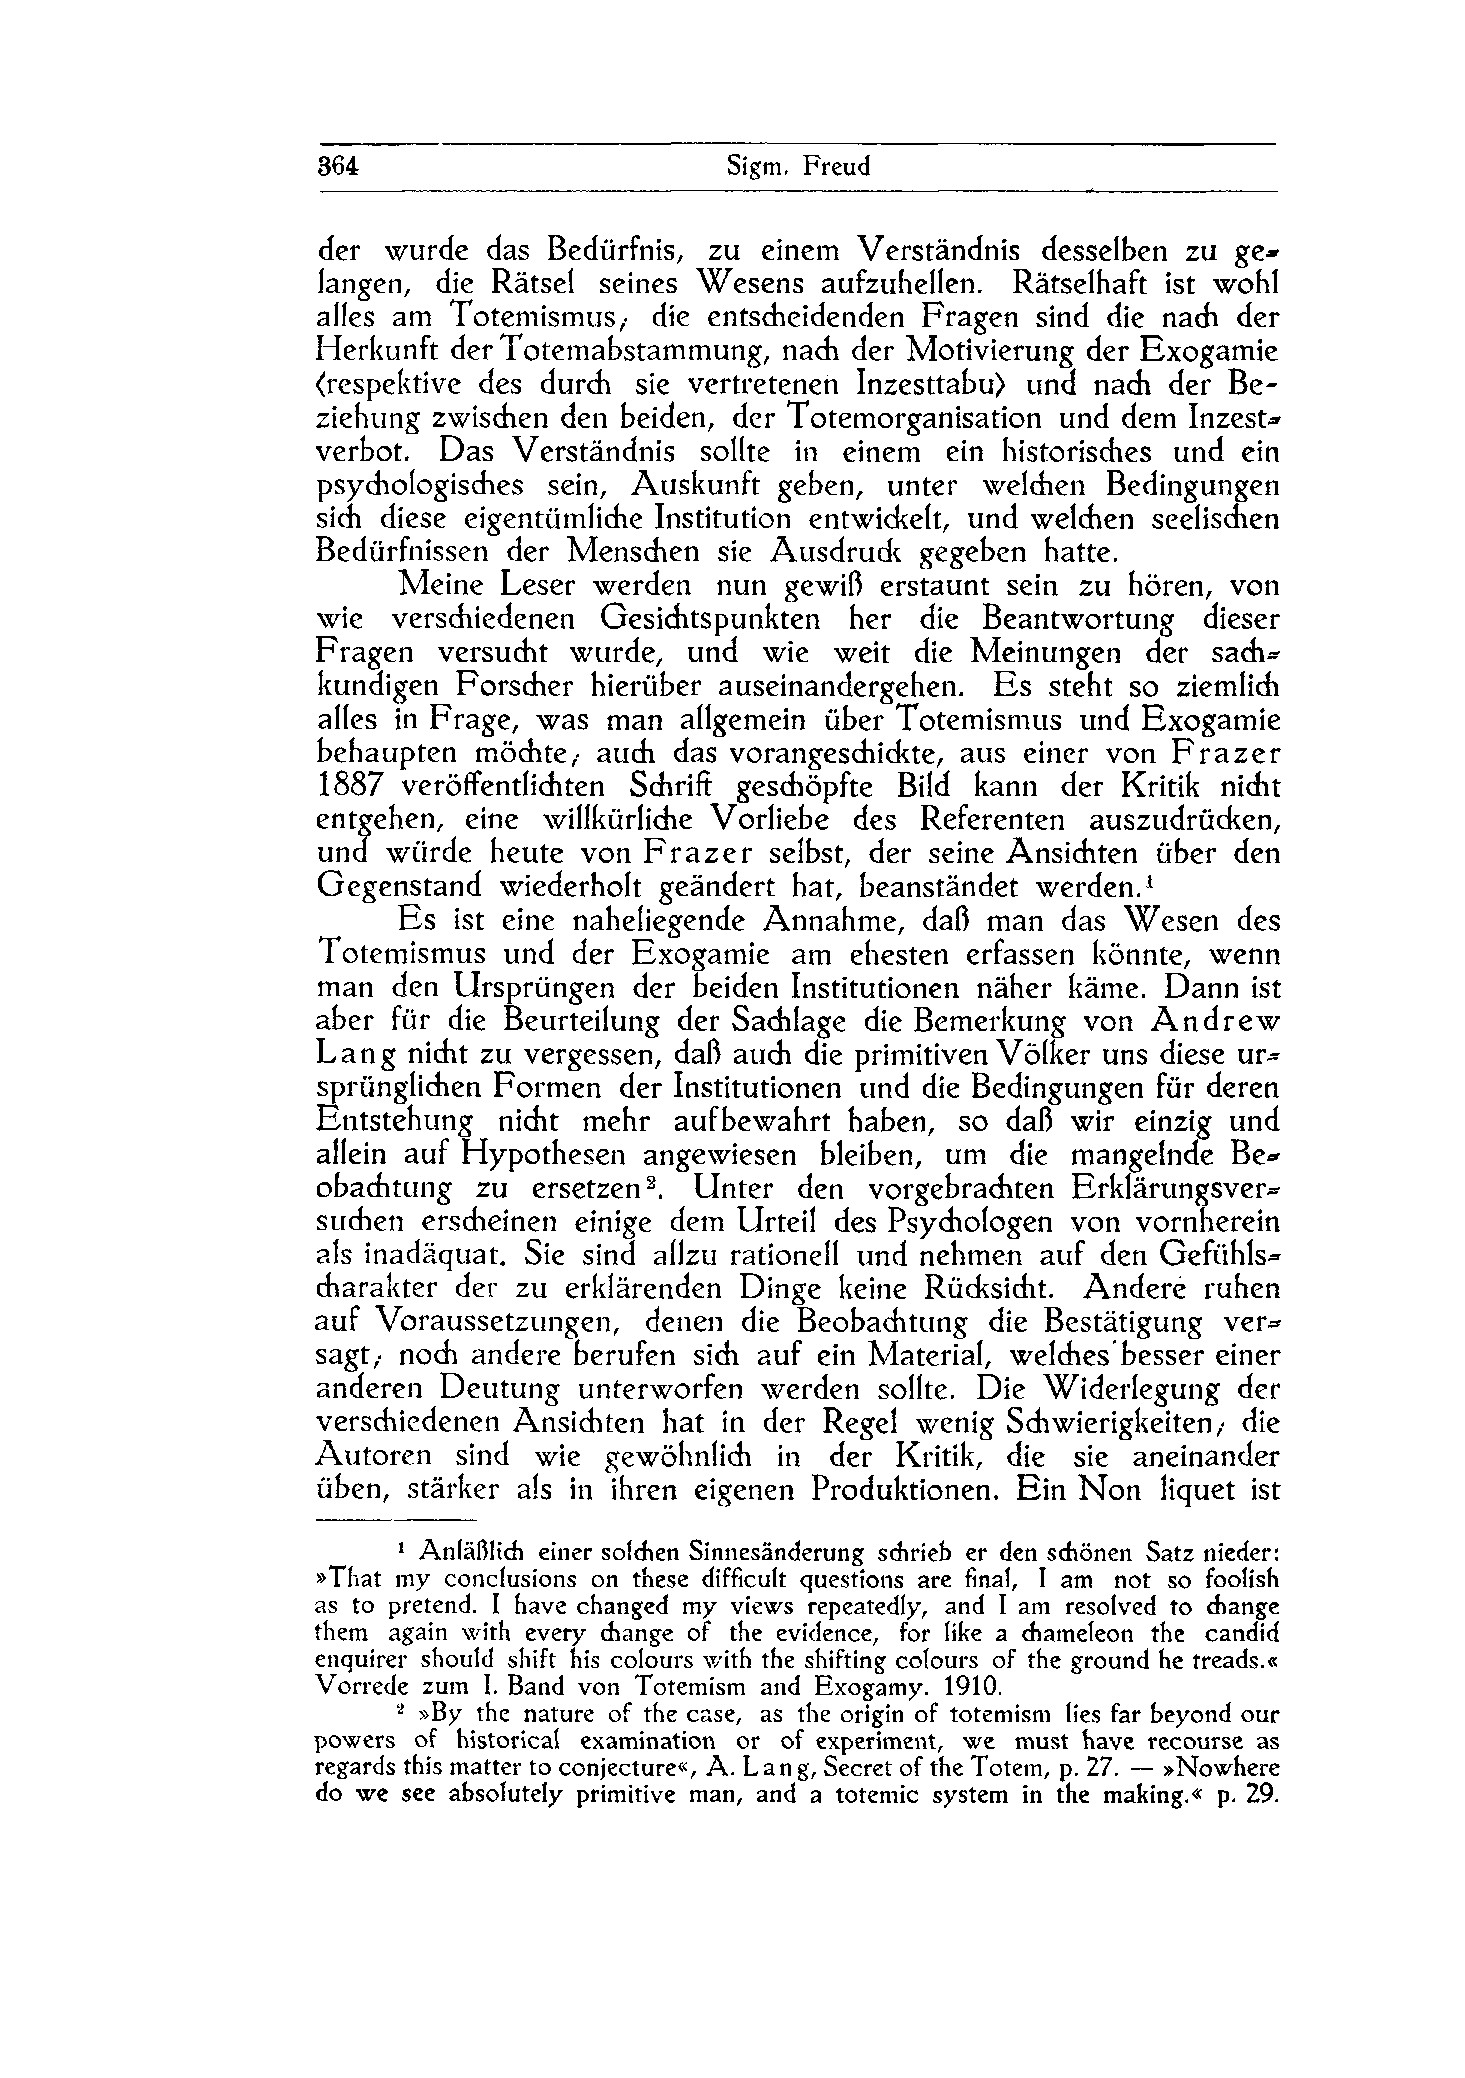 364 Sigm. Freud
der wurde das Bedürfnis, zu einem Verständnis desselben zu ge-
langen, die Rätsel seines Wesens aufzuhellen. Rätselhaft ist wohl
alles am Totemismus; die entscheidenden Fragen sind die nach der
Herkunft der Totemabstammung, nach der Motivierung der Exogamie
(respektive des durch sie vertretenen Inzesttabu) und nach der Be-
ziehung zwischen den beiden, der Totemorganisation und dem Inzest-
verbot. Das Verständnis sollte in einem ein historisches und ein
psychologisches sein, Auskunft geben, unter welchen Bedingungen
sich diese eigentümliche Institution entwickelt, und welchen seelischen
Bedürfnissen der Menschen sie Ausdruck gegeben hatte.
Meine Leser werden nun gewiß erstaunt sein zu hören, von
wie verschiedenen Gesichtspunkten her die Beantwortung dieser
Fragen versucht wurde, und wie weit die Meinungen der sach-
kundigen Forscher hierüber auseinandergehen. Es steht so ziemlich
alles in Frage, was man allgemein über Totemismus und Exogamie
behaupten möchte; auch das vorangeschickte, aus einer von Frazer
1887 veröffentlichten Schrift geschöpfte Bild kann der Kritik nicht
entgehen, eine willkürliche Vorliebe des Referenten auszudrücken,
und würde heute von Frazer selbst, der seine Ansichten über den
Gegenstand wiederholt geändert hat, beanständet werden.¹
Es ist eine naheliegende Annahme, daß man das Wesen des
Totemismus und der Exogamie am ehesten erfassen könnte, wenn
man den Ursprüngen der beiden Institutionen näher käme. Dann ist
aber für die Beurteilung der Sachlage die Bemerkung von Andrew
Lang nicht zu vergessen, daß auch die primitiven Völker uns diese ur-
sprünglichen Formen der Institutionen und die Bedingungen für deren
Entstehung nicht mehr aufbewahrt haben, so daß wir einzig und
allein auf Hypothesen angewiesen bleiben, um die mangelnde Be-
obachtung zu ersetzen². Unter den vorgebrachten Erklärungsver-
suchen erscheinen einige dem Urteil des Psychologen von vornherein
als inadäquat. Sie sind allzu rationell und nehmen auf den Gefühls-
charakter der zu erklärenden Dinge keine Rücksicht. Andere ruhen
auf Voraussetzungen, denen die Beobachtung die Bestätigung ver-
sagt; noch andere berufen sich auf ein Material, welches besser einer
anderen Deutung unterworfen werden sollte. Die Widerlegung der
verschiedenen Ansichten hat in der Regel wenig Schwierigkeiten; die
Autoren sind wie gewöhnlich in der Kritik, die sie aneinander
üben, stärker als in ihren eigenen Produktionen. Ein Non liquet ist
¹ Anläßlich einer solchen Sinnesänderung schrieb er den schönen Satz nieder:
»That my conclusions on these difficult questions are final, I am not so foolish
as to pretend. I have changed my views repeatedly, and I am resolved to change
them again with every change of the evidence, for like a chameleon the candid
enquirer should shift his colours with the shifting colours of the ground he treads.«
Vorrede zum I. Band von Totemism and Exogamy. 1910.
² »By the nature of the case, as the origin of totemism lies far beyond our
powers of historical examination or of experiment, we must have recourse as
regards this matter to conjecture«, A. Lang, Secret of the Totem, p. 27. — »Nowhere
do we see absolutely primitive man, and a totemic system in the making.« p. 29.